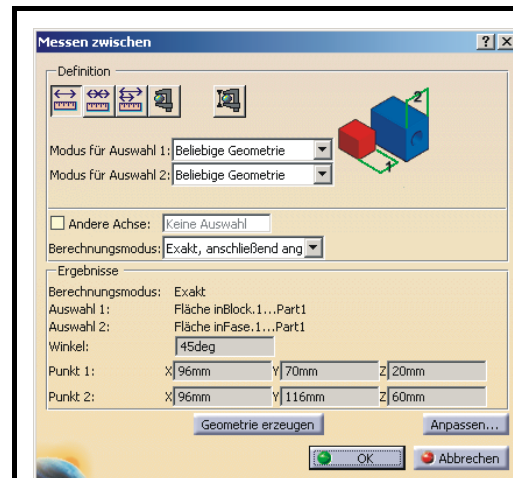 Messen zwischen
Definition
2
1
Modus für Auswahl 1: Beliebige Geometrie
Modus für Auswahl 2: Beliebige Geometrie
Andere Achse: Keine Auswahl
Berechnungsmodus: Exakt, anschließend ang
Ergebnisse
Berechnungsmodus: Exakt
Auswahl 1: Fläche inBlock.1...Part1
Auswahl 2: Fläche inFase.1...Part1
Winkel: 45deg
Punkt 1: X 96mm Y 70mm Z 20mm
Punkt 2: X 96mm Y 116mm Z 60mm
Geometrie erzeugen Anpassen...
OK Abbrechen